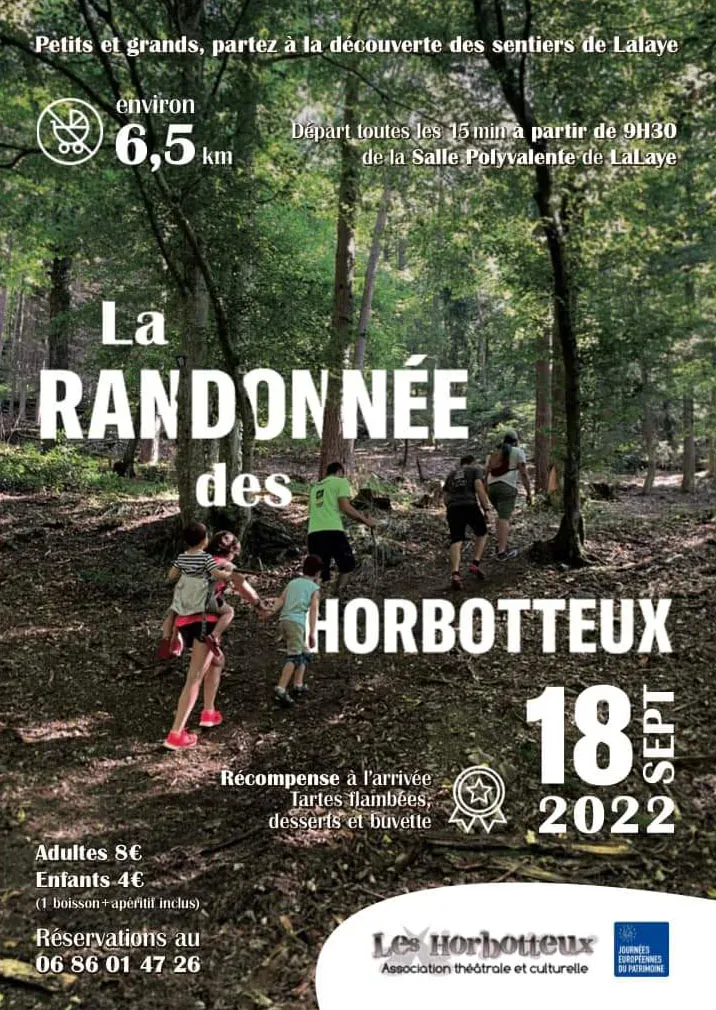 Petits et grands, partez à la découverte des sentiers de Lalaye
environ
6,5 km
Départ toutes les 15 min à partir de 9H30
de la Salle Polyvalente de LaLaye
La
RANDONNÉE
des
HORBOTTEUX
18 SEPT
2022
Récompense à l'arrivée
Tartes flambées,
desserts et buvette
Adultes 8€
Enfants 4€
(1 boisson+apéritif inclus)
Réservations au
06 86 01 47 26
Les Horbotteux
Association théâtrale et culturelle
JOURNÉES
EUROPÉENNES
DU PATRIMOINE